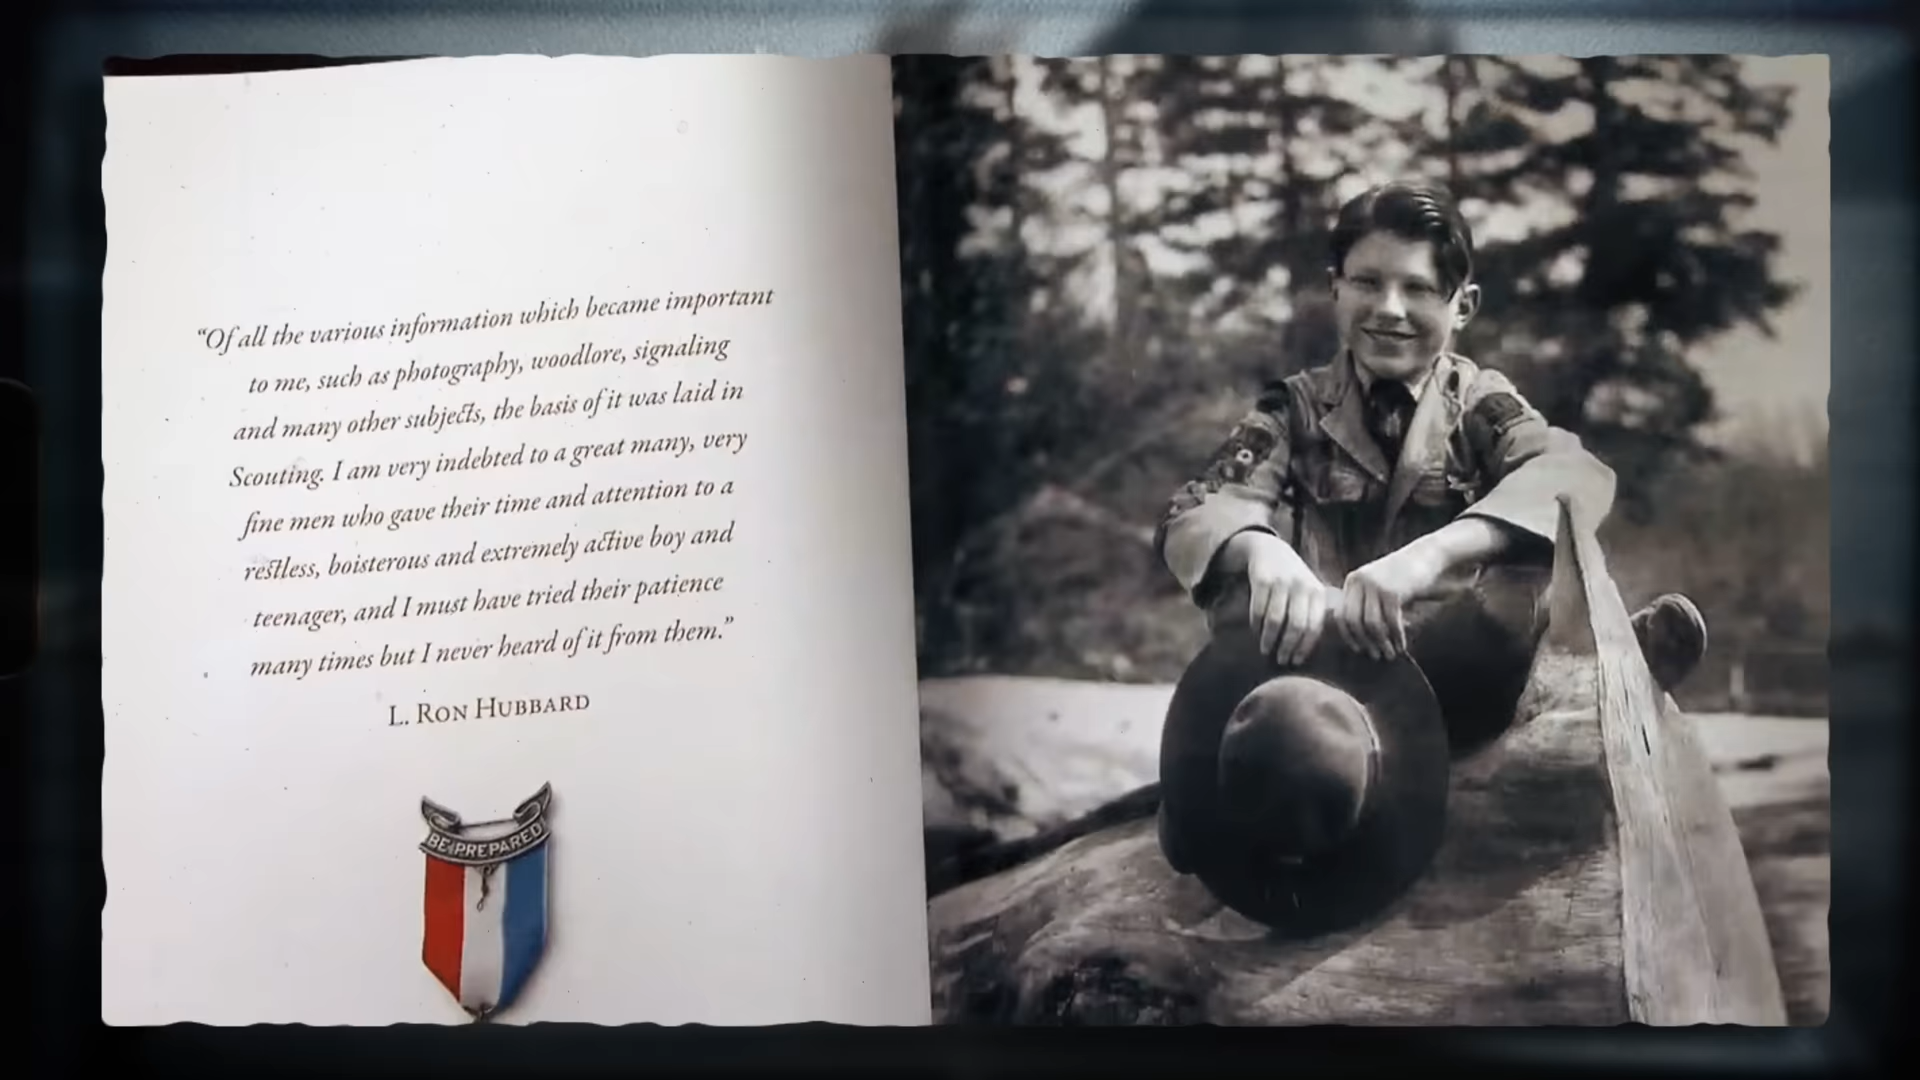 “Of all the various information which became important
to me, such as photography, woodlore, signaling
and many other subjects, the basis of it was laid in
Scouting. I am very indebted to a great many, very
fine men who gave their time and attention to a
restless, boisterous and extremely active boy and
teenager, and I must have tried their patience
many times but I never heard of it from them.”
L. RON HUBBARD
BE PREPARED